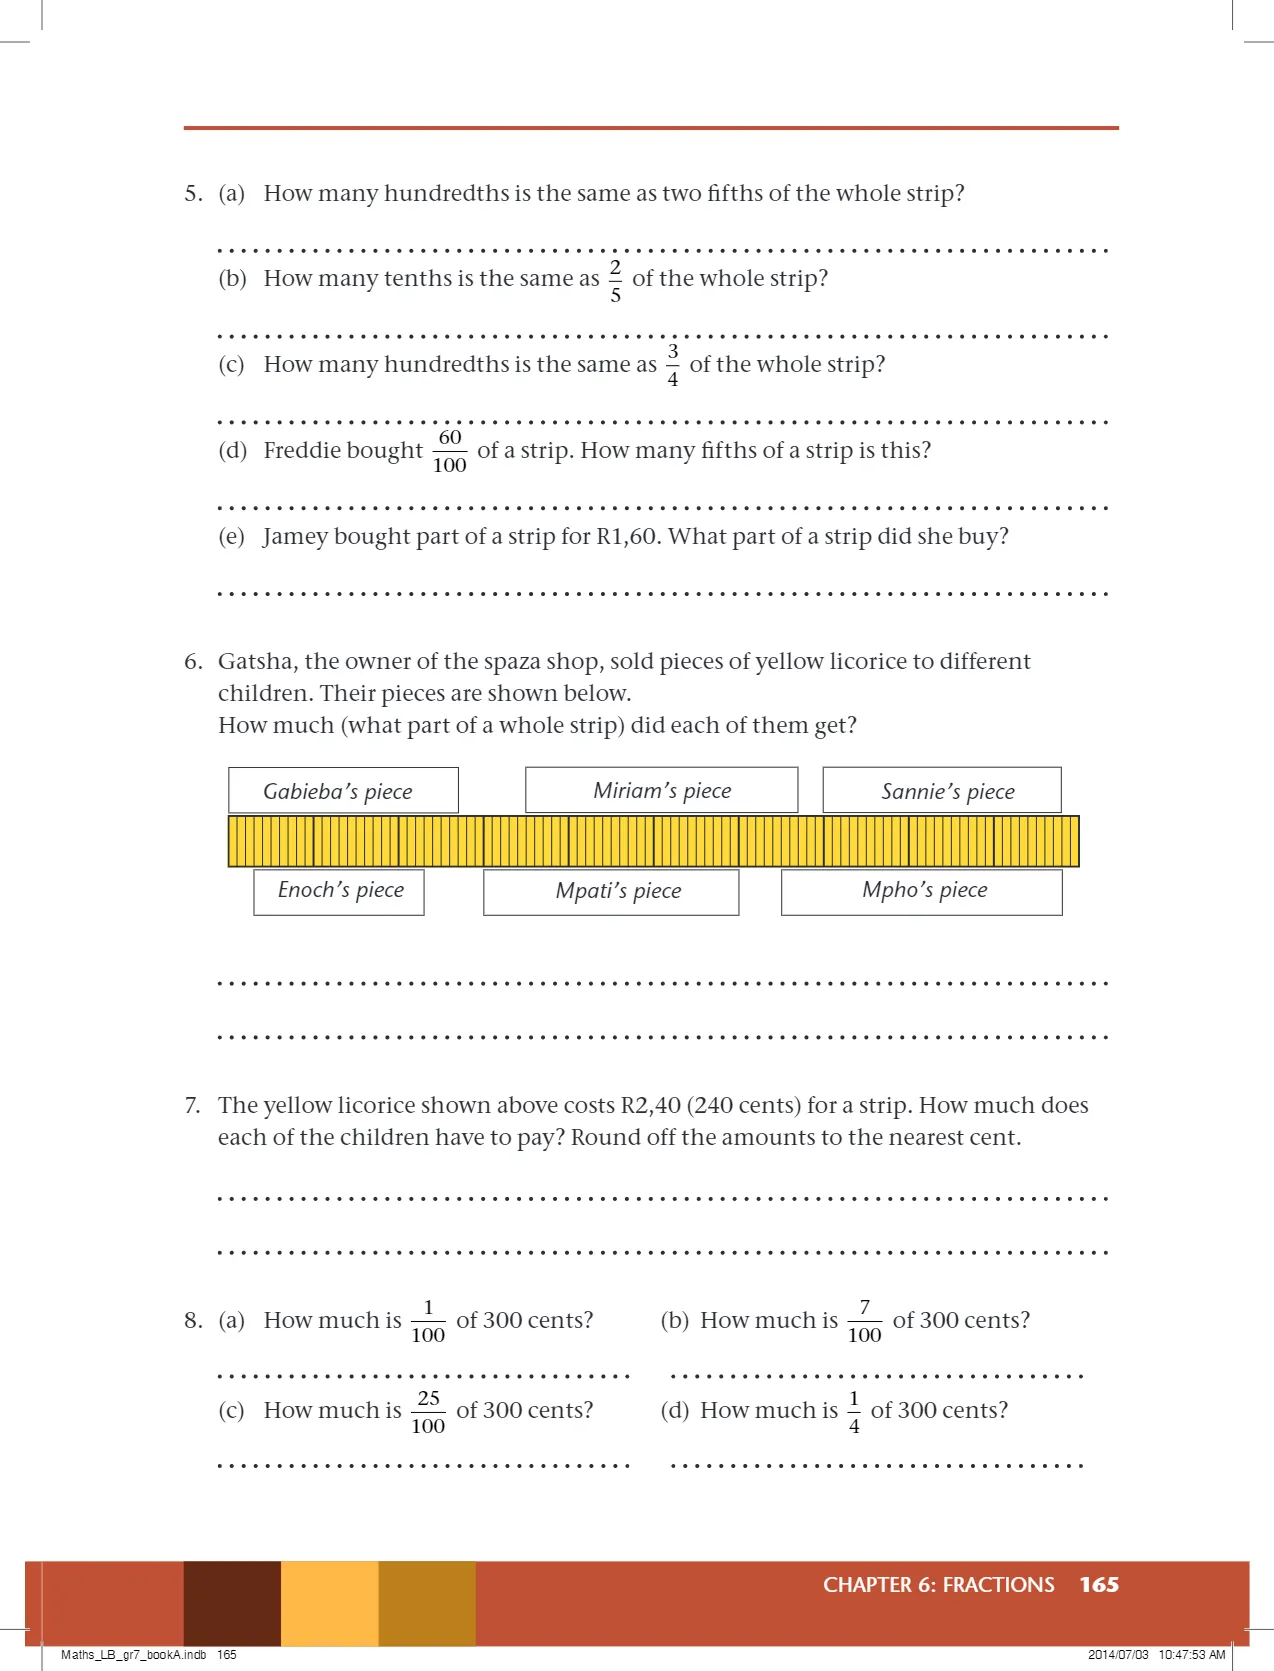 5. (a) How many hundredths is the same as two fifths of the whole strip?
(b) How many tenths is the same as 2/5 of the whole strip?
(c) How many hundredths is the same as 3/4 of the whole strip?
(d) Freddie bought 60/100 of a strip. How many fifths of a strip is this?
(e) Jamey bought part of a strip for R1,60. What part of a strip did she buy?
6. Gatsha, the owner of the spaza shop, sold pieces of yellow licorice to different
children. Their pieces are shown below.
How much (what part of a whole strip) did each of them get?
Gabieba’s piece Miriam’s piece Sannie’s piece
Enoch’s piece Mpati’s piece Mpho’s piece
7. The yellow licorice shown above costs R2,40 (240 cents) for a strip. How much does
each of the children have to pay? Round off the amounts to the nearest cent.
8. (a) How much is 1/100 of 300 cents? (b) How much is 7/100 of 300 cents?
(c) How much is 25/100 of 300 cents? (d) How much is 1/4 of 300 cents?
CHAPTER 6: FRACTIONS 165
Maths_LB_gr7_bookA.indb 165 2014/07/03 10:47:53 AM